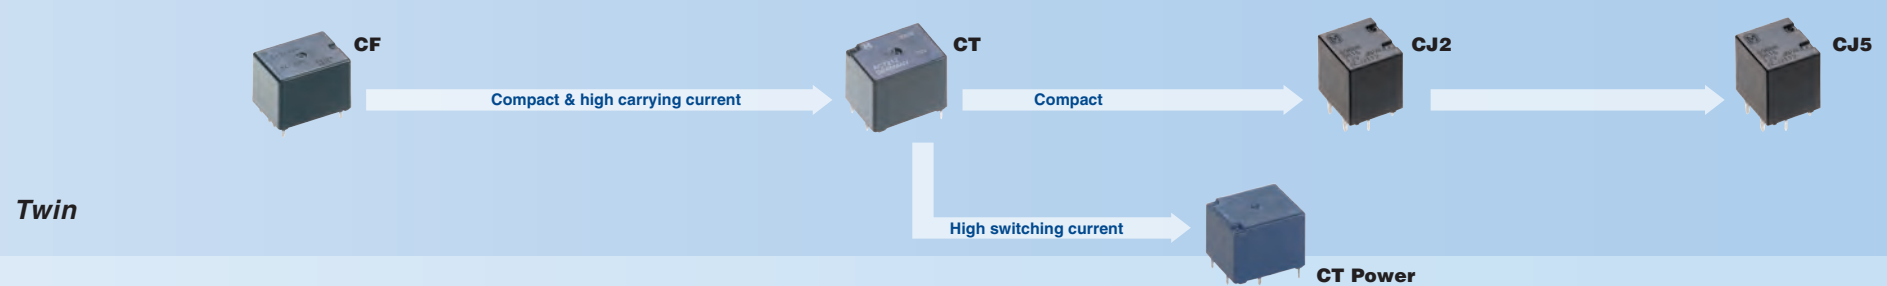 CF
CT
CJ2
CJ5
Compact & high carrying current
Compact
Twin
High switching current
CT Power